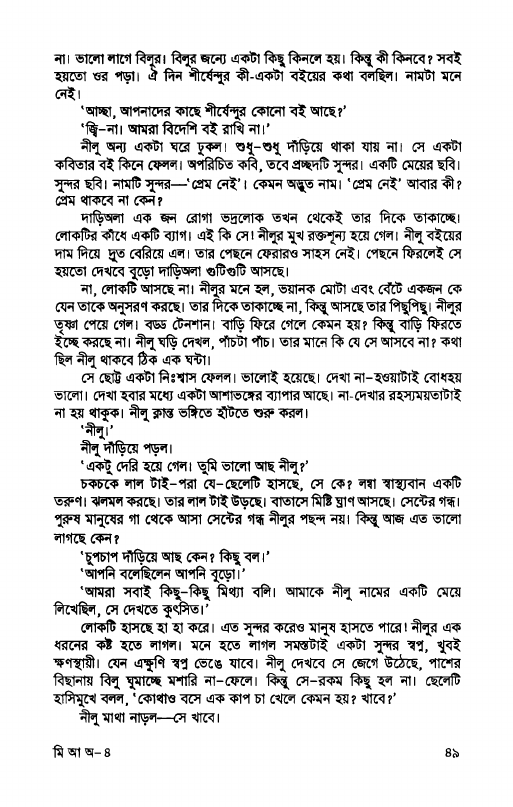 না। ভালো লাগে বিলুর। বিলুর জন্যে একটা কিছু কিনলে হয়। কিন্তু কী কিনবে? সবই
হয়তো ওর পড়া। ঐ দিন শীর্ষেন্দুর কী-একটা বইয়ের কথা বলছিল। নামটা মনে
নেই।
'আচ্ছা, আপনাদের কাছে শীর্ষেন্দুর কোনো বই আছে?'
'জ্বি-না। আমরা বিদেশি বই রাখি না।'
নীলু অন্য একটা ঘরে ঢুকল। শুধু-শুধু দাঁড়িয়ে থাকা যায় না। সে একটা
কবিতার বই কিনে ফেলল। অপরিচিত কবি, তবে প্রচ্ছদটি সুন্দর। একটি মেয়ের ছবি।
সুন্দর ছবি। নামটি সুন্দর—'প্রেম নেই'। কেমন অদ্ভুত নাম। 'প্রেম নেই' আবার কী?
প্রেম থাকবে না কেন?
দাড়িঅলা এক জন রোগা ভদ্রলোক তখন থেকেই তার দিকে তাকাচ্ছে।
লোকটির কাঁধে একটি ব্যাগ। এই কি সে। নীলুর মুখ রক্তশূন্য হয়ে গেল। নীলু বইয়ের
দাম দিয়ে দ্রুত বেরিয়ে এল। তার পেছনে ফেরারও সাহস নেই। পেছনে ফিরলেই সে
হয়তো দেখবে বুড়ো দাড়িঅলা গুটিগুটি আসছে।
না, লোকটি আসছে না। নীলুর মনে হল, ভয়ানক মোটা এবং বেঁটে একজন কে
যেন তাকে অনুসরণ করছে। তার দিকে তাকাচ্ছে না, কিন্তু আসছে তার পিছুপিছু। নীলুর
তৃষ্ণা পেয়ে গেল। বড্ড টেনশান। বাড়ি ফিরে গেলে কেমন হয়? কিন্তু বাড়ি ফিরতে
ইচ্ছে করছে না। নীলু ঘড়ি দেখল, পাঁচটা পাঁচ। তার মানে কি যে সে আসবে না? কথা
ছিল নীলু থাকবে ঠিক এক ঘন্টা।
সে ছোট্ট একটা নিঃশ্বাস ফেলল। ভালোই হয়েছে। দেখা না-হওয়াটাই বোধহয়
ভালো। দেখা হবার মধ্যে একটা আশাভঙ্গের ব্যাপার আছে। না-দেখার রহস্যময়তাটাই
না হয় থাকুক। নীলু ক্লান্ত ভঙ্গিতে হাঁটতে শুরু করল।
'নীলু।'
নীলু দাঁড়িয়ে পড়ল।
'একটু দেরি হয়ে গেল। তুমি ভালো আছ নীলু?'
চকচকে লাল টাই-পরা যে-ছেলেটি হাসছে, সে কে? লম্বা স্বাস্থ্যবান একটি
তরুণ। ঝলমল করছে। তার লাল টাই উড়ছে। বাতাসে মিষ্টি ঘ্রাণ আসছে। সেন্টের গন্ধ।
পুরুষ মানুষের গা থেকে আসা সেন্টের গন্ধ নীলুর পছন্দ নয়। কিন্তু আজ এত ভালো
লাগছে কেন?
'চুপচাপ দাঁড়িয়ে আছ কেন? কিছু বল।'
'আপনি বলেছিলেন আপনি বুড়ো।'
'আমরা সবাই কিছু-কিছু মিথ্যা বলি। আমাকে নীলু নামের একটি মেয়ে
লিখেছিল, সে দেখতে কুৎসিত।'
লোকটি হাসছে হা হা করে। এত সুন্দর করেও মানুষ হাসতে পারে! নীলুর এক
ধরনের কষ্ট হতে লাগল। মনে হতে লাগল সমস্তটাই একটা সুন্দর স্বপ্ন, খুবই
ক্ষণস্থায়ী। যেন এক্ষুণি স্বপ্ন ভেঙে যাবে। নীলু দেখবে সে জেগে উঠেছে, পাশের
বিছানায় বিলু ঘুমাচ্ছে মশারি না-ফেলে। কিন্তু সে-রকম কিছু হল না। ছেলেটি
হাসিমুখে বলল, 'কোথাও বসে এক কাপ চা খেলে কেমন হয়? খাবে?'
নীলু মাথা নাড়ল—সে খাবে।
মি আ অ-৪
৪৯